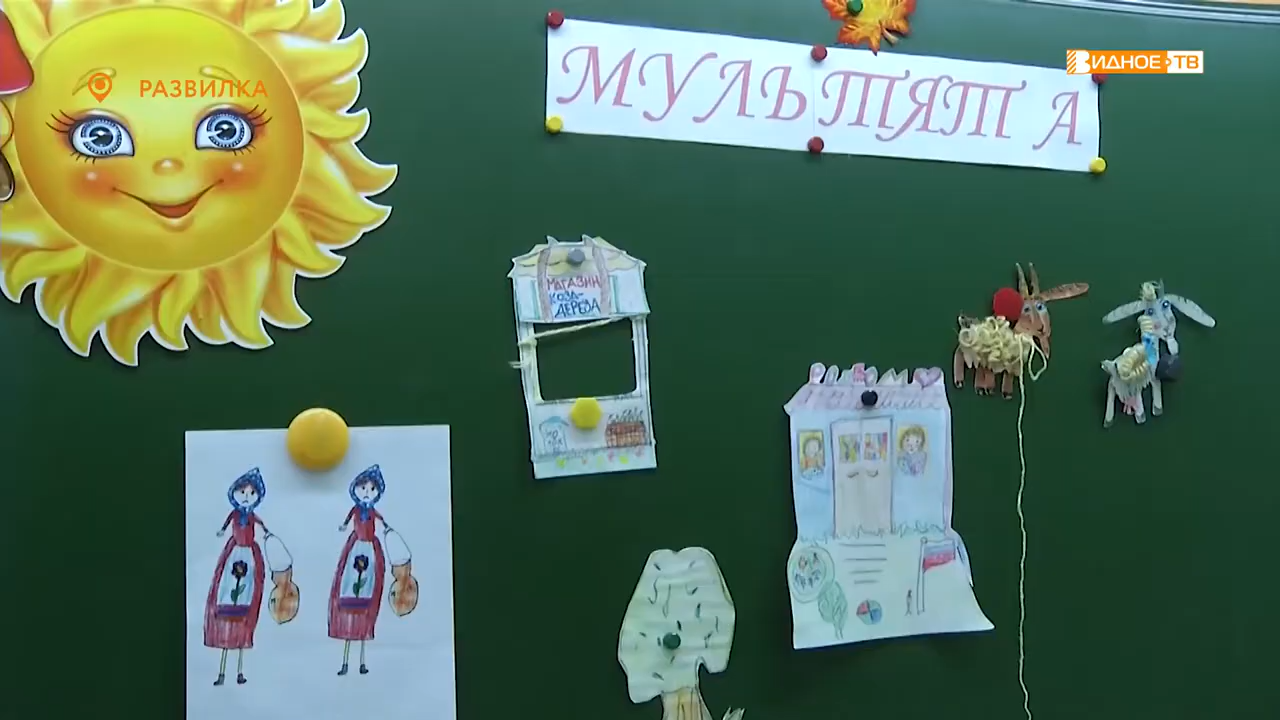 РАЗВИЛКА
МУЛЬТЯТА
ВИДНОЕ ТВ
МАГАЗИН
КОЗА-
ДЕРЕЗА